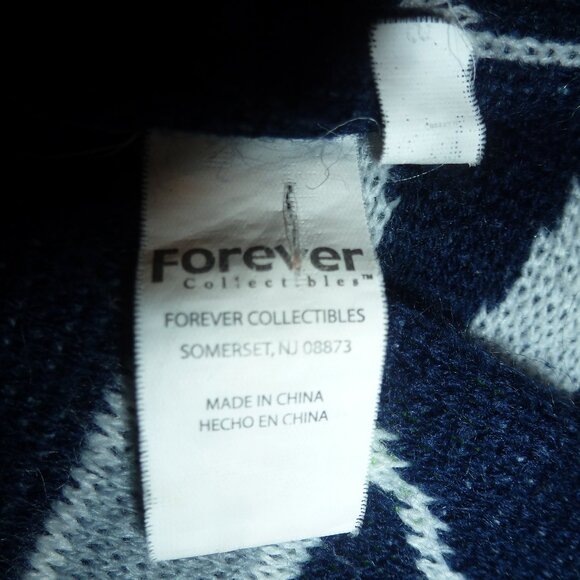 Forever
Collectibles™
FOREVER COLLECTIBLES
SOMERSET, NJ 08873
MADE IN CHINA
HECHO EN CHINA